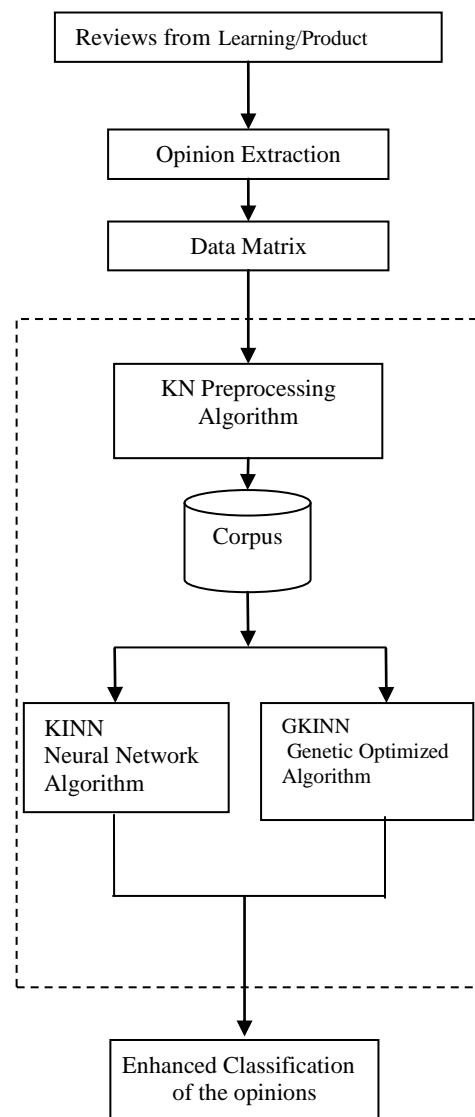 Reviews from Learning/Product
Opinion Extraction
Data Matrix
KN Preprocessing
Algorithm
Corpus
KINN
Neural Network
Algorithm
GKINN
Genetic Optimized
Algorithm
Enhanced Classification
of the opinions